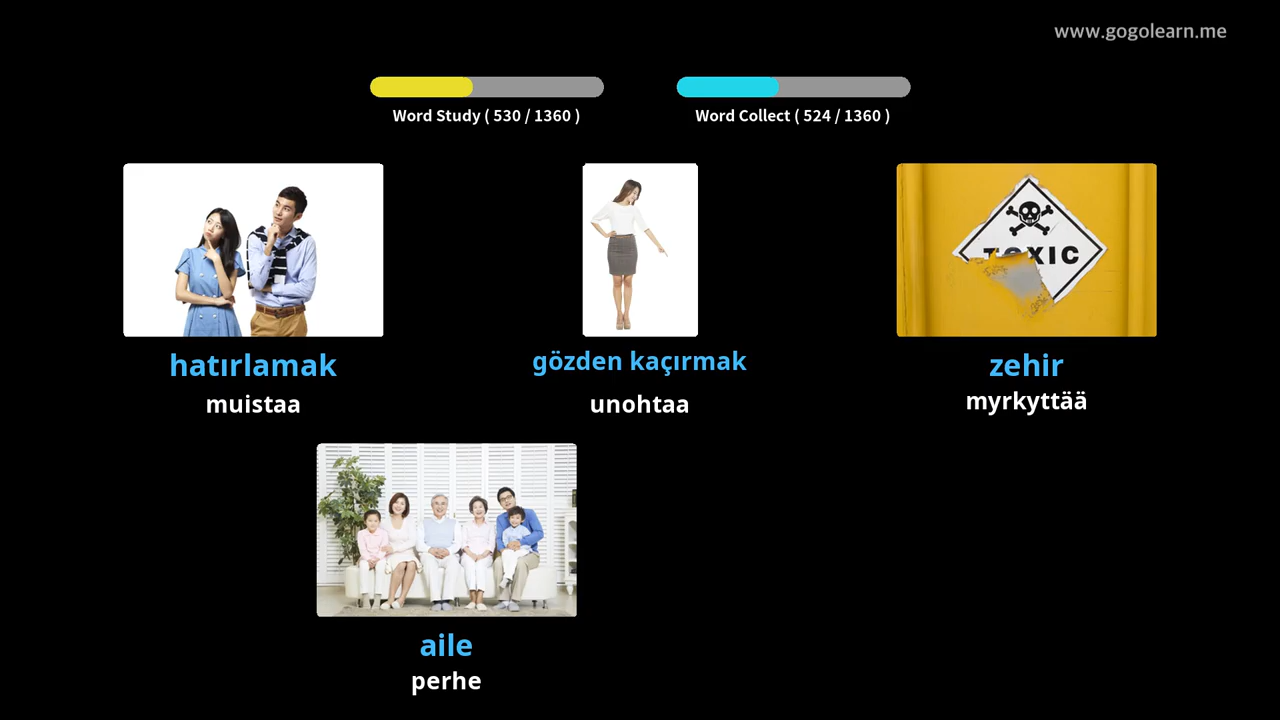 www.gogolearn.me
Word Study ( 530 / 1360 )
Word Collect ( 524 / 1360 )
TOXIC
hatırlamak
muistaa
gözden kaçırmak
unohtaa
zehir
myrkyttää
aile
perhe